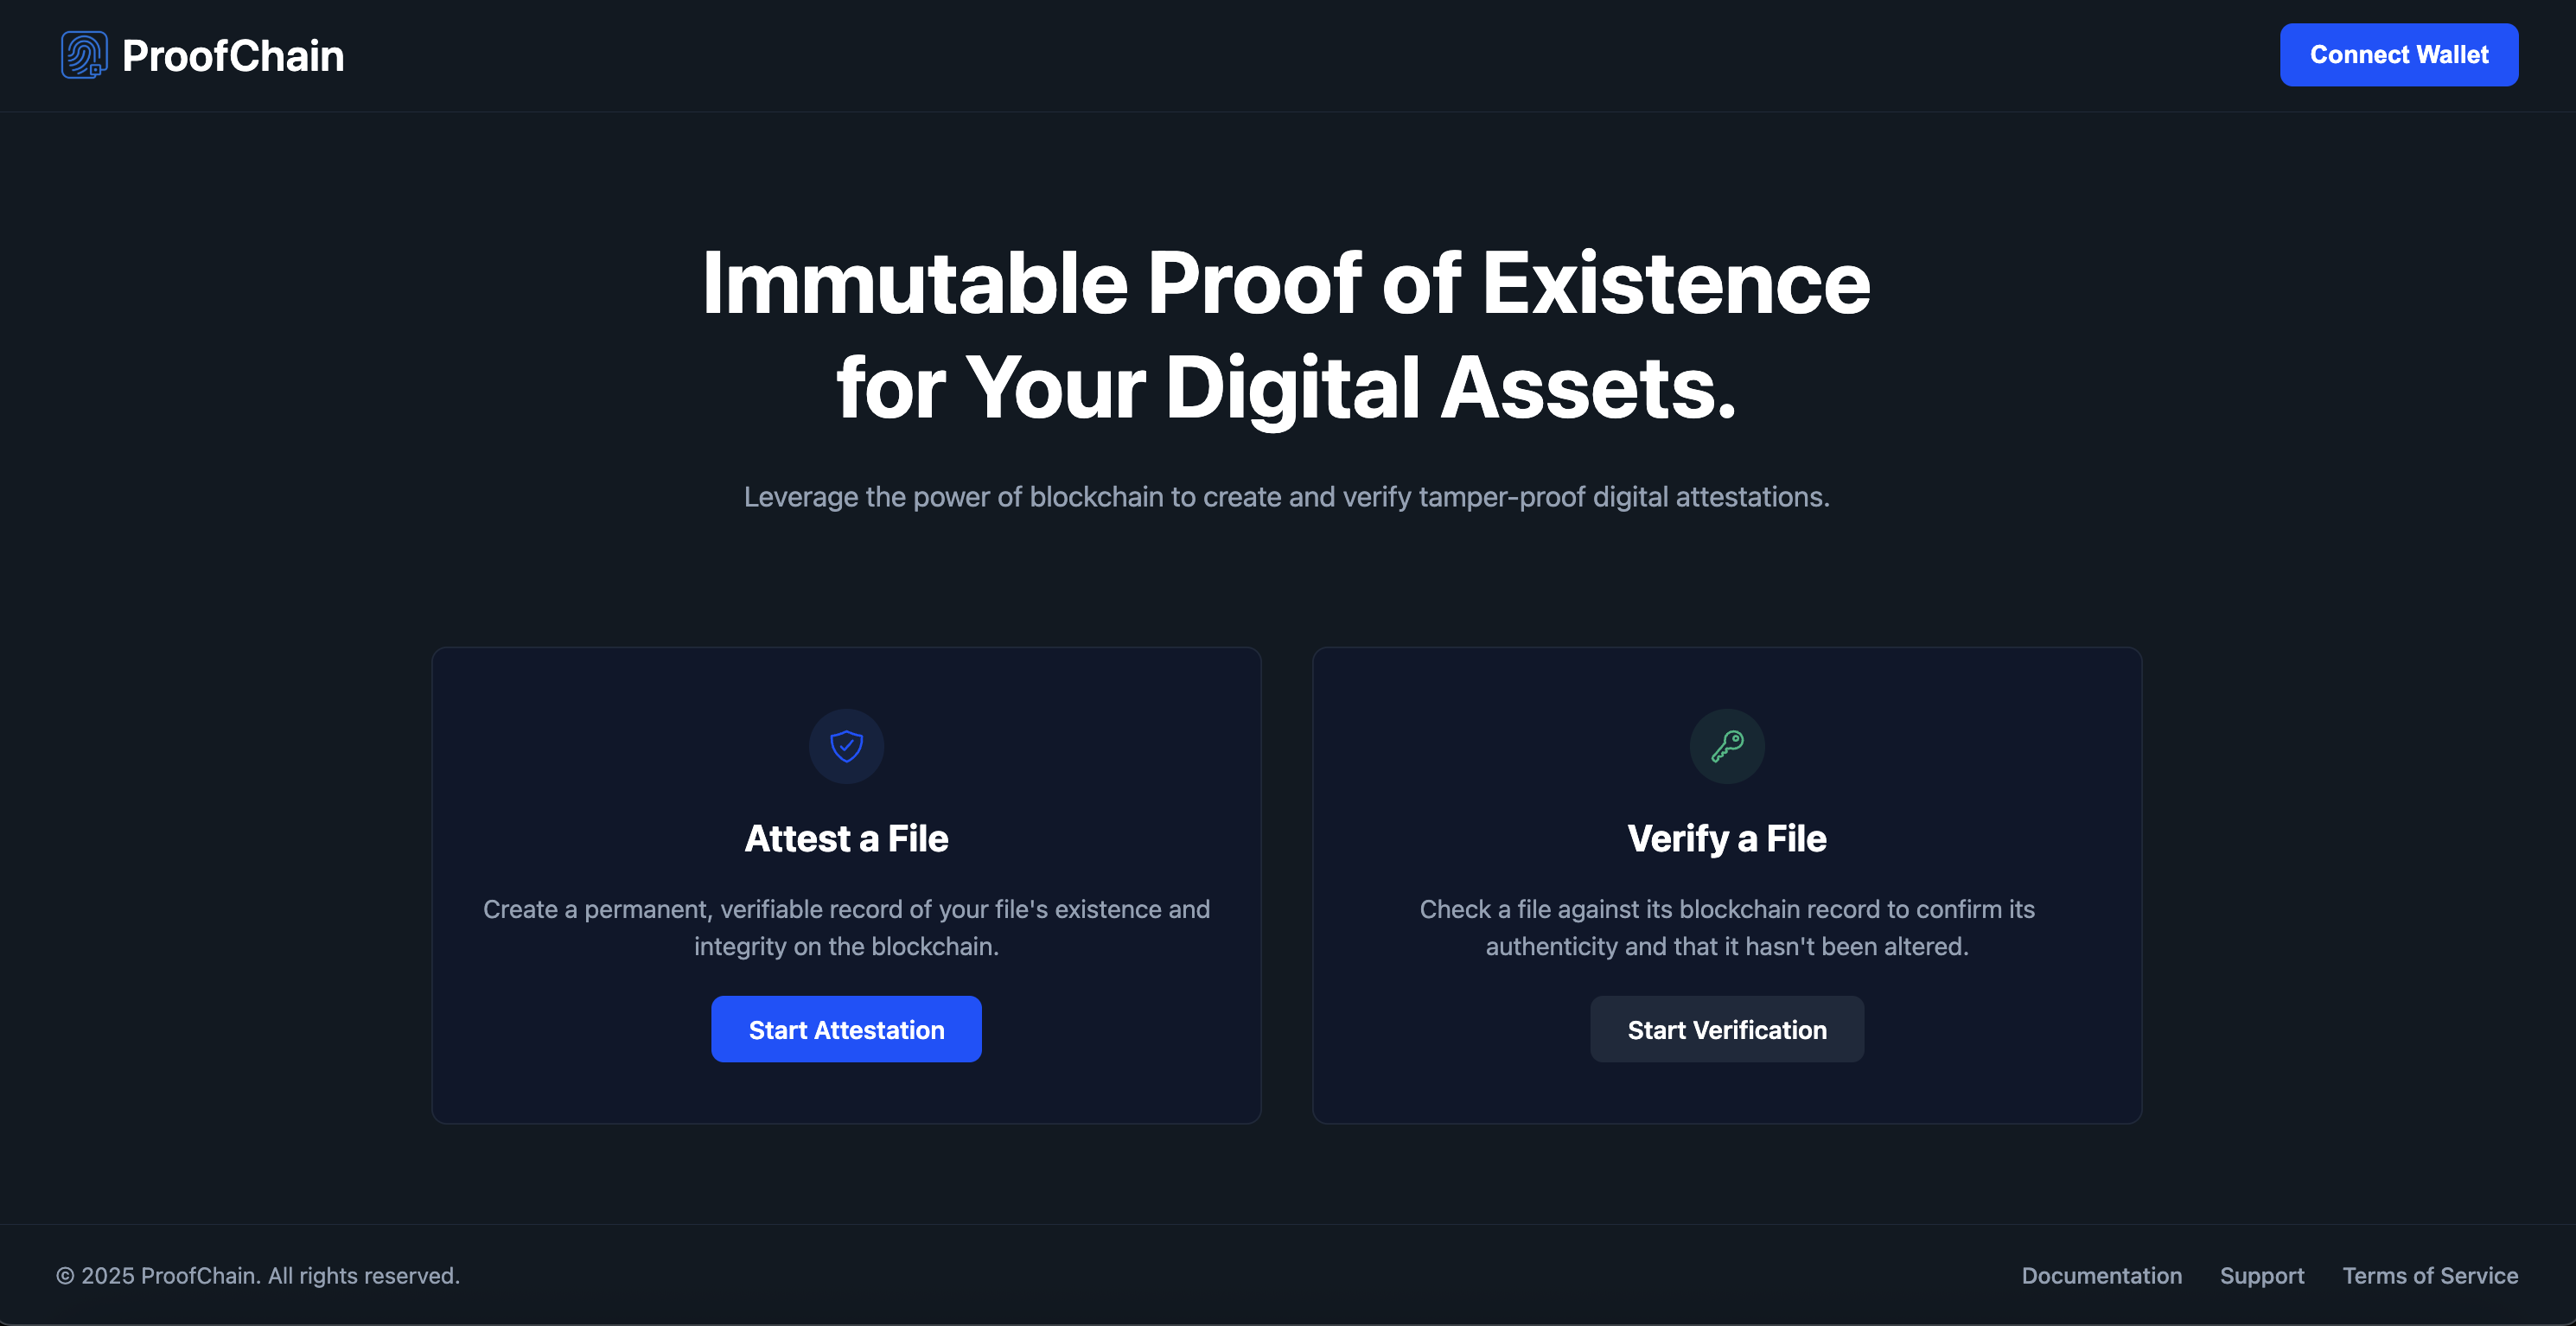 ProofChain
Connect Wallet
Immutable Proof of Existence
for Your Digital Assets.
Leverage the power of blockchain to create and verify tamper-proof digital attestations.
Attest a File
Create a permanent, verifiable record of your file's existence and
integrity on the blockchain.
Start Attestation
Verify a File
Check a file against its blockchain record to confirm its
authenticity and that it hasn't been altered.
Start Verification
© 2025 ProofChain. All rights reserved.
Documentation
Support
Terms of Service